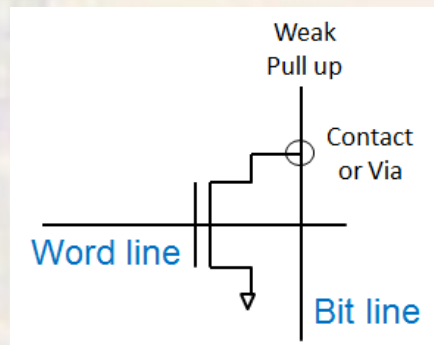 Weak
Pull up
Contact
or Via
Word line
Bit line